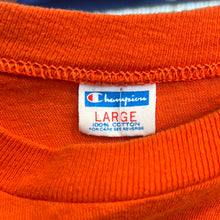 Champion
LARGE
100% COTTON
FOR CARE SEE REVERSE